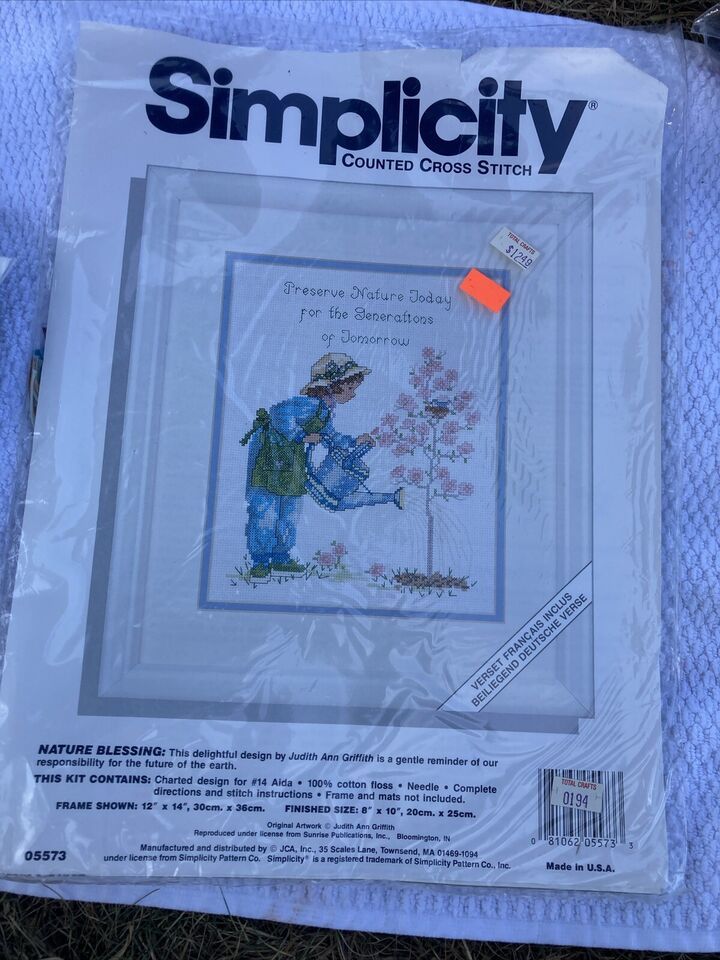 Simplicity®
COUNTED CROSS STITCH
TOTAL CRAFTS
$1249
Preserve Nature Today
for the Generations
of Tomorrow
VERSET FRANÇAIS INCLUS
BEILIEGEND DEUTSCHE VERSE
NATURE BLESSING: This delightful design by Judith Ann Griffith is a gentle reminder of our
responsibility for the future of the earth.
THIS KIT CONTAINS: Charted design for #14 Aida • 100% cotton floss • Needle • Complete
directions and stitch instructions • Frame and mats not included.
FRAME SHOWN: 12" x 14", 30cm. x 36cm. FINISHED SIZE: 8" x 10", 20cm. x 25cm.
Original Artwork © Judith Ann Griffith
Reproduced under license from Sunrise Publications, Inc., Bloomington, IN
Manufactured and distributed by © JCA, Inc., 35 Scales Lane, Townsend, MA 01469-1094
under license from Simplicity Pattern Co. Simplicity® is a registered trademark of Simplicity Pattern Co., Inc.
05573
TOTAL CRAFTS
0194
0 81062 05573 3
Made in U.S.A.